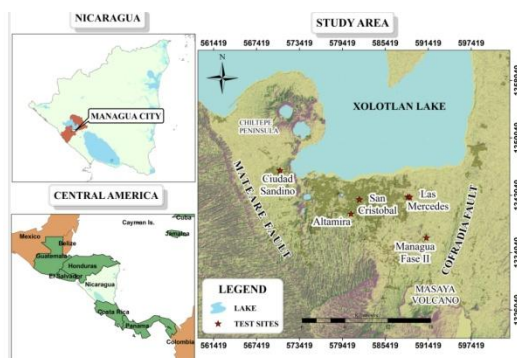 NICARAGUA
MANAGUA CITY
CENTRAL AMERICA
Cuba
Cayman Is.
Jamaica
Mexico
Belize
Guatemala
Honduras
El Salvador
Nicaragua
Costa Rica
Panama
Colombia
STUDY AREA
561419 567419 573419 579419 585419 591419 597419
N
XOLOTLAN LAKE
CHILTEPE
PENINSULA
MATEARE FAULT
Ciudad
Sandino
San
Cristobal
Las
Mercedes
Altamira
Managua
Fase II
COFRADIA FAULT
MASAYA
VOLCANO
LEGEND
LAKE
TEST SITES
561419 567419 573419 579419 585419 591419 597419